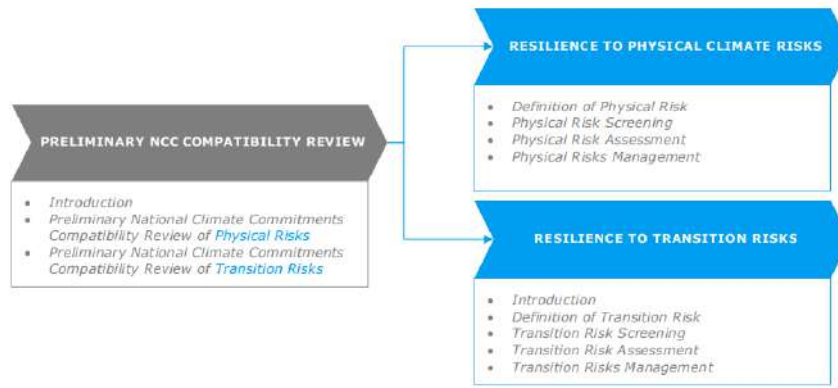 PRELIMINARY NCC COMPATIBILITY REVIEW
• Introduction
• Preliminary National Climate Commitments
Compatibility Review of Physical Risks
• Preliminary National Climate Commitments
Compatibility Review of Transition Risks
RESILIENCE TO PHYSICAL CLIMATE RISKS
• Definition of Physical Risk
• Physical Risk Screening
• Physical Risk Assessment
• Physical Risks Management
RESILIENCE TO TRANSITION RISKS
• Introduction
• Definition of Transition Risk
• Transition Risk Screening
• Transition Risk Assessment
• Transition Risks Management